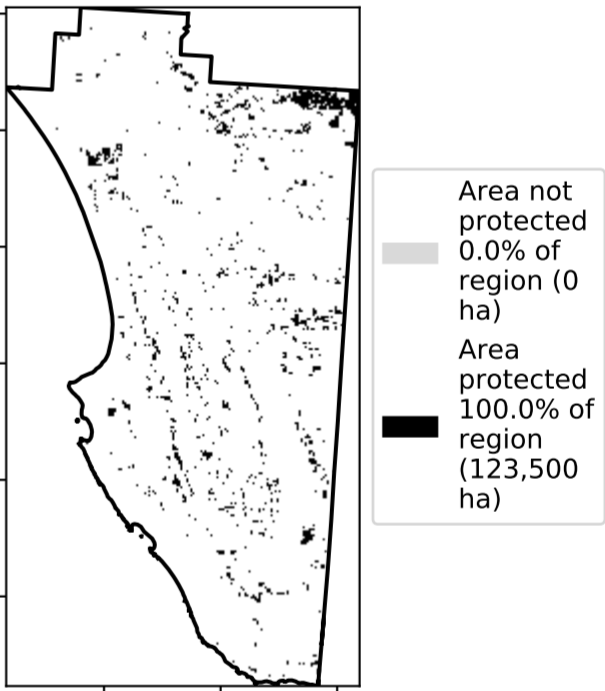 Area not
protected
0.0% of
region (0
ha)
Area
protected
100.0% of
region
(123,500
ha)